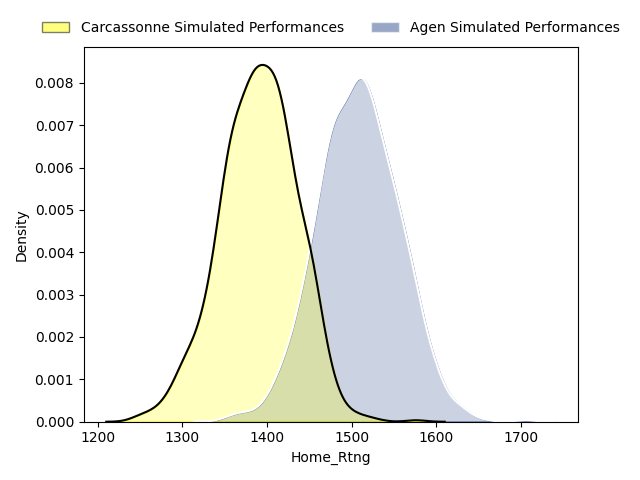 Carcassonne Simulated Performances Agen Simulated Performances
0.008
0.007
0.006
0.005
0.004
0.003
0.002
0.001
0.000
Density
1200 1300 1400 1500 1600 1700
Home_Rtng